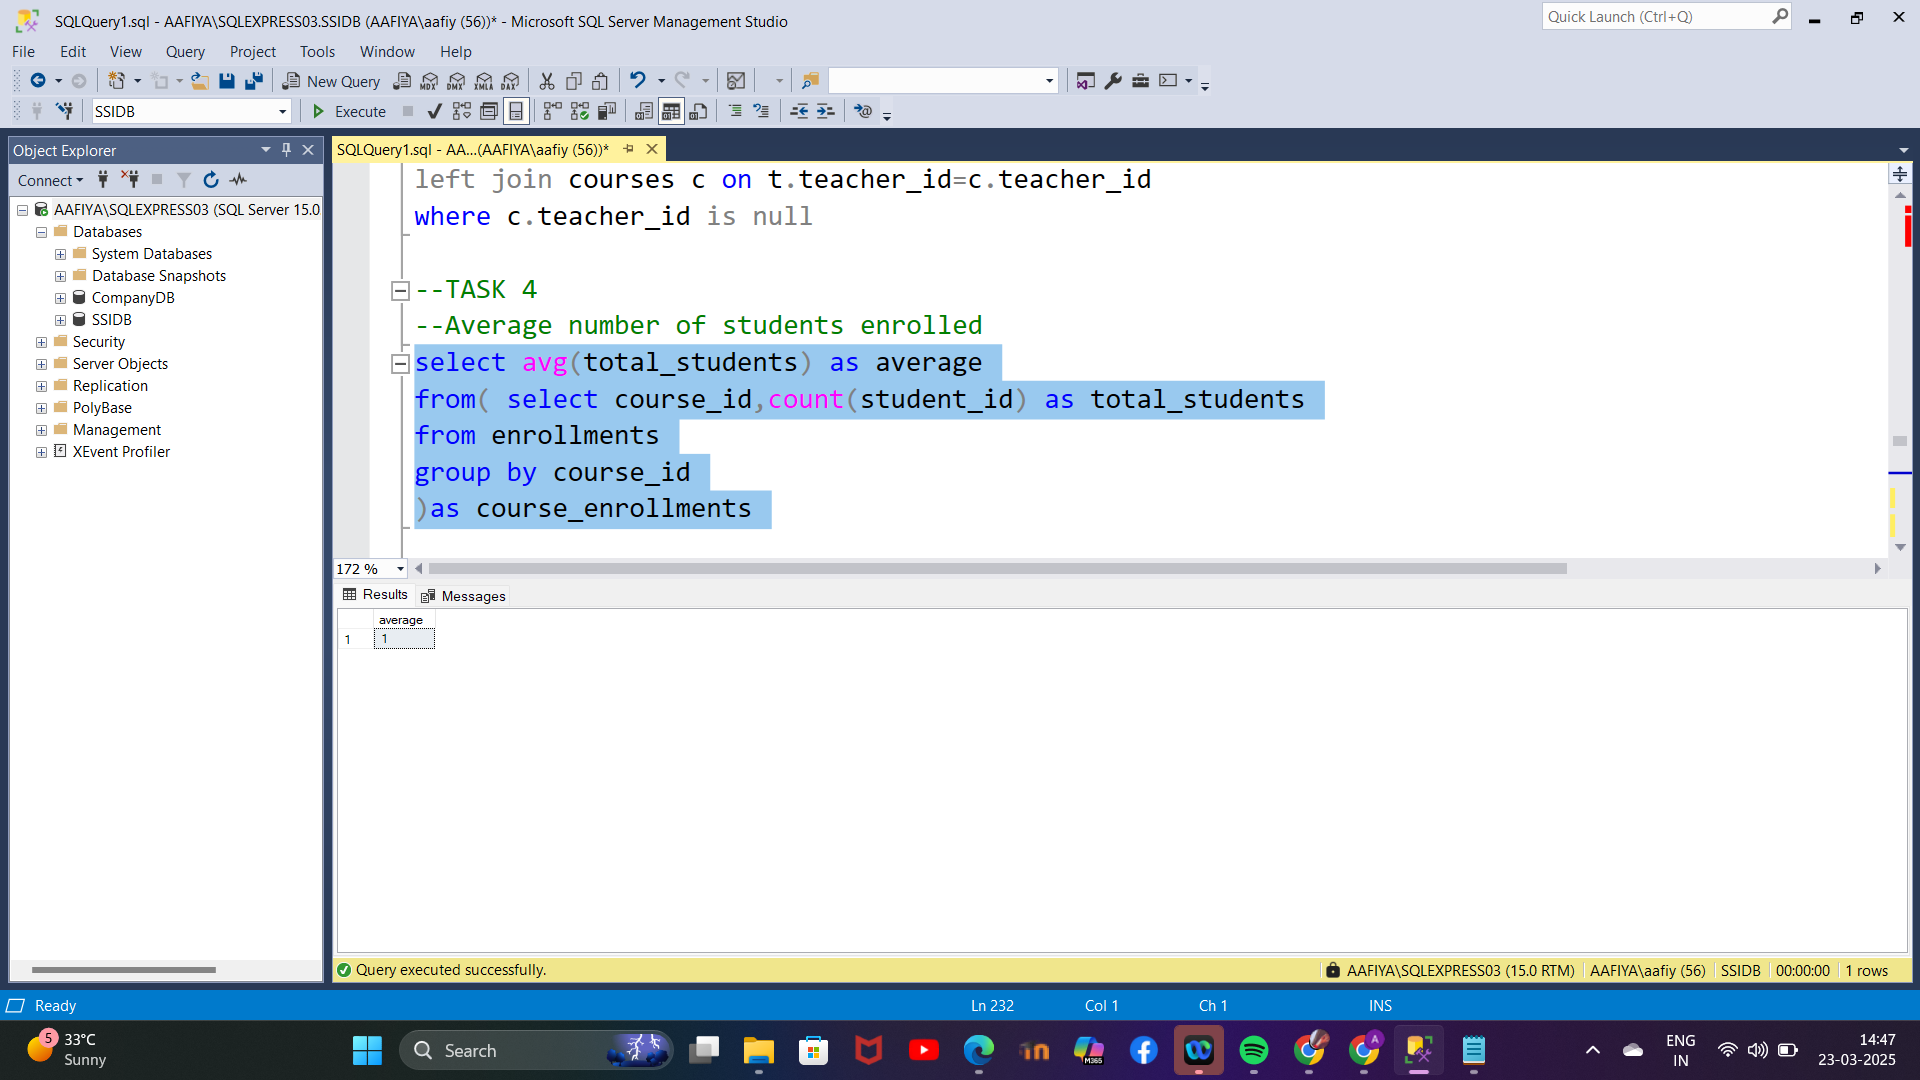 SQLQuery1.sql - AAFIYA\SQLEXPRESS03.SSIDB (AAFIYA\aafiy (56))* - Microsoft SQL Server Management Studio
Quick Launch (Ctrl+Q)
File Edit View Query Project Tools Window Help
New Query
MDX DMX XMLA DAX
SSIDB
Execute
Object Explorer
SQLQuery1.sql - AA...(AAFIYA\aafiy (56))*
Connect
AAFIYA\SQLEXPRESS03 (SQL Server 15.0
Databases
System Databases
Database Snapshots
CompanyDB
SSIDB
Security
Server Objects
Replication
PolyBase
Management
XEvent Profiler
left join courses c on t.teacher_id=c.teacher_id
where c.teacher_id is null
--TASK 4
--Average number of students enrolled
select avg(total_students) as average
from( select course_id,count(student_id) as total_students
from enrollments
group by course_id
)as course_enrollments
172 %
Results Messages
average
1 1
Query executed successfully.
AAFIYA\SQLEXPRESS03 (15.0 RTM) AAFIYA\aafiy (56) SSIDB 00:00:00 1 rows
Ready
Ln 232 Col 1 Ch 1 INS
5
33°C
Sunny
Search
in
M365
A
ENG
IN
14:47
23-03-2025